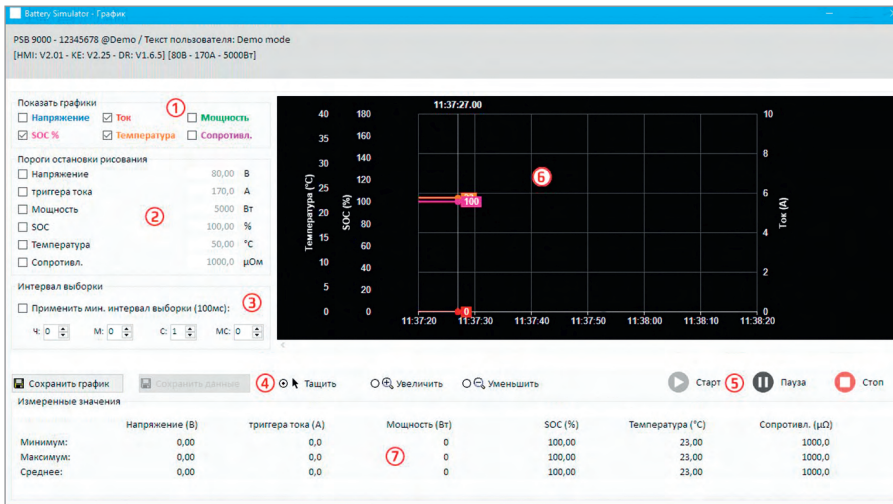 Battery Simulator - График
PSB 9000 - 12345678 @Demo / Текст пользователя: Demo mode
[HMI: V2.01 - KE: V2.25 - DR: V1.6.5] [80В - 170А - 5000Вт]
Показать графики
1
Напряжение Ток Мощность
SOC % Температура Сопротивл.
Пороги остановки рисования
Напряжение 80,00 В
триггера тока 170,0 А
Мощность 5000 Вт
2
SOC 100,00 %
Температура 50,00 °C
Сопротивл. 1000,0 μОм
Интервал выборки
Применить мин. интервал выборки (100мс):
3
Ч: 0 М: 0 С: 1 МС: 0
11:37:27.00
Температура (°C)
40
35
30
25
20
15
10
5
0
SOC (%)
180
160
140
120
100
80
60
40
20
0
6
100
0
10
8
6
4
2
0
Ток (А)
11:37:20 11:37:30 11:37:40 11:37:50 11:38:00 11:38:10 11:38:20
Сохранить график Сохранить данные 4 Тащить Увеличить Уменьшить Старт 5 Пауза Стоп
Измеренные значения
Напряжение (В) триггера тока (А) Мощность (Вт) SOC (%) Температура (°C) Сопротивл. (μΩ)
Минимум: 0,00 0,0 0 100,00 23,00 1000,0
Максимум: 0,00 0,0 7 0 100,00 23,00 1000,0
Среднее: 0,00 0,0 0 100,00 23,00 1000,0